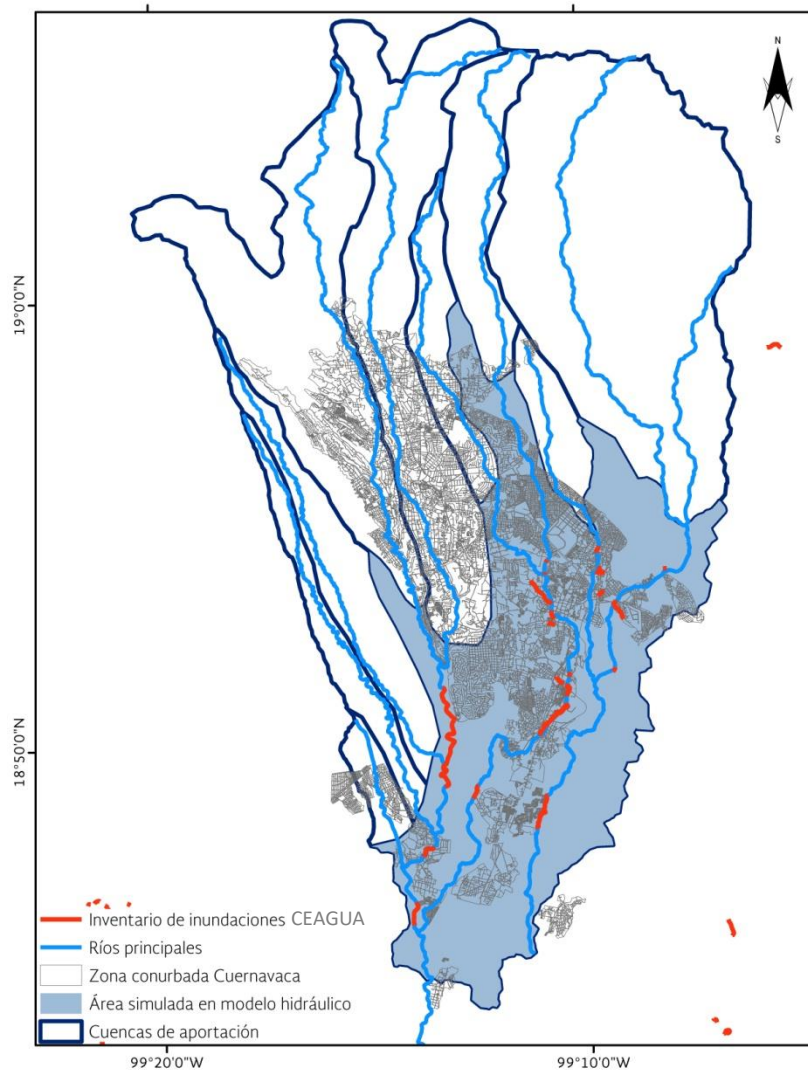 N
S
19°0'0"N
18°50'0"N
Inventario de inundaciones CEAGUA
Ríos principales
Zona conurbada Cuernavaca
Área simulada en modelo hidráulico
Cuencas de aportación
99°20'0"W
99°10'0"W